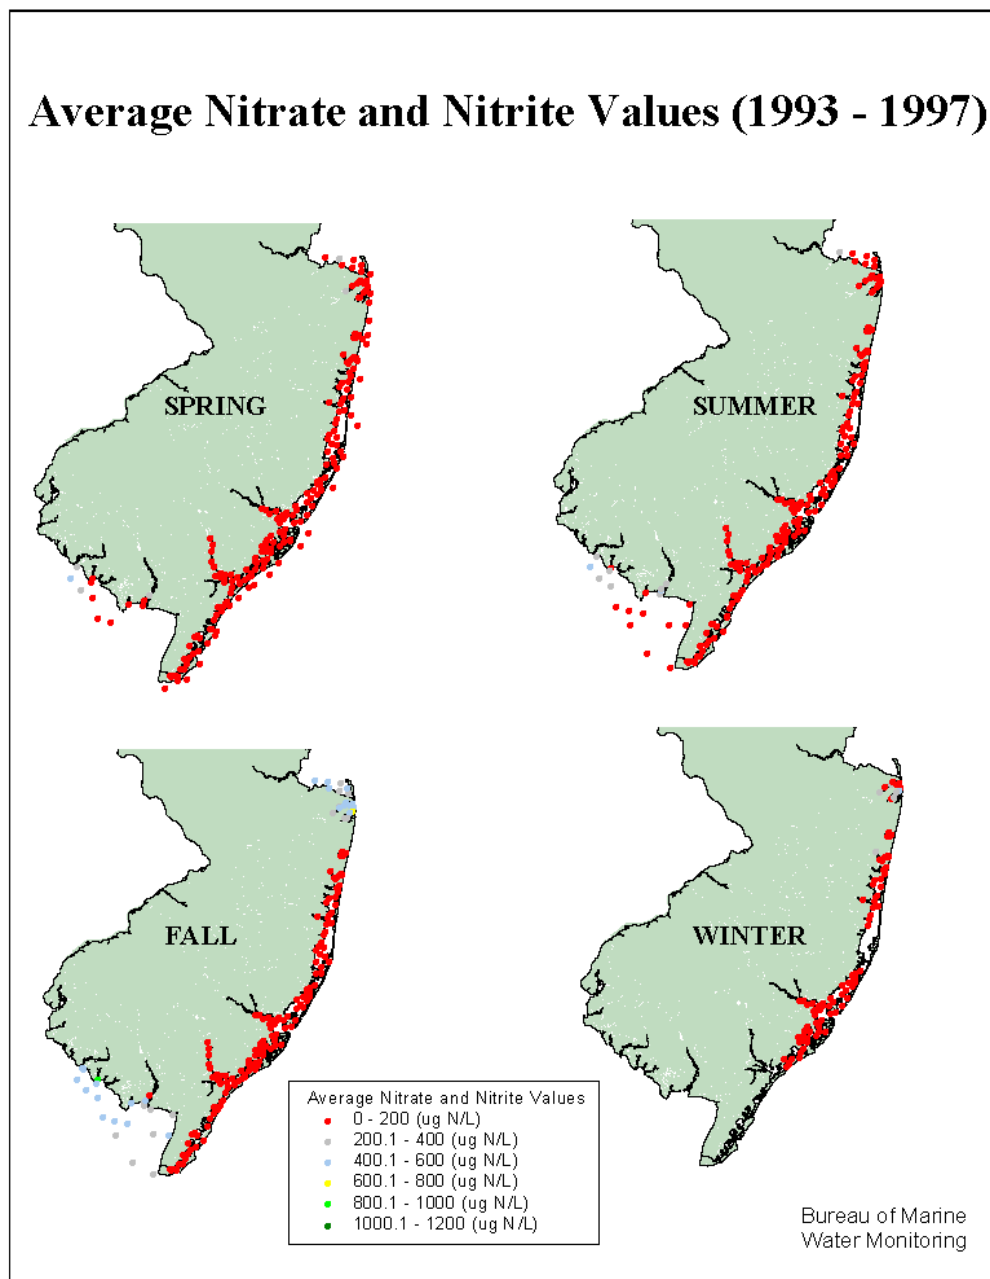 Average Nitrate and Nitrite Values (1993 - 1997)
SPRING
SUMMER
FALL
WINTER
Average Nitrate and Nitrite Values
0 - 200 (ug N/L)
200.1 - 400 (ug N/L)
400.1 - 600 (ug N/L)
600.1 - 800 (ug N/L)
800.1 - 1000 (ug N/L)
1000.1 - 1200 (ug N/L)
Bureau of Marine
Water Monitoring